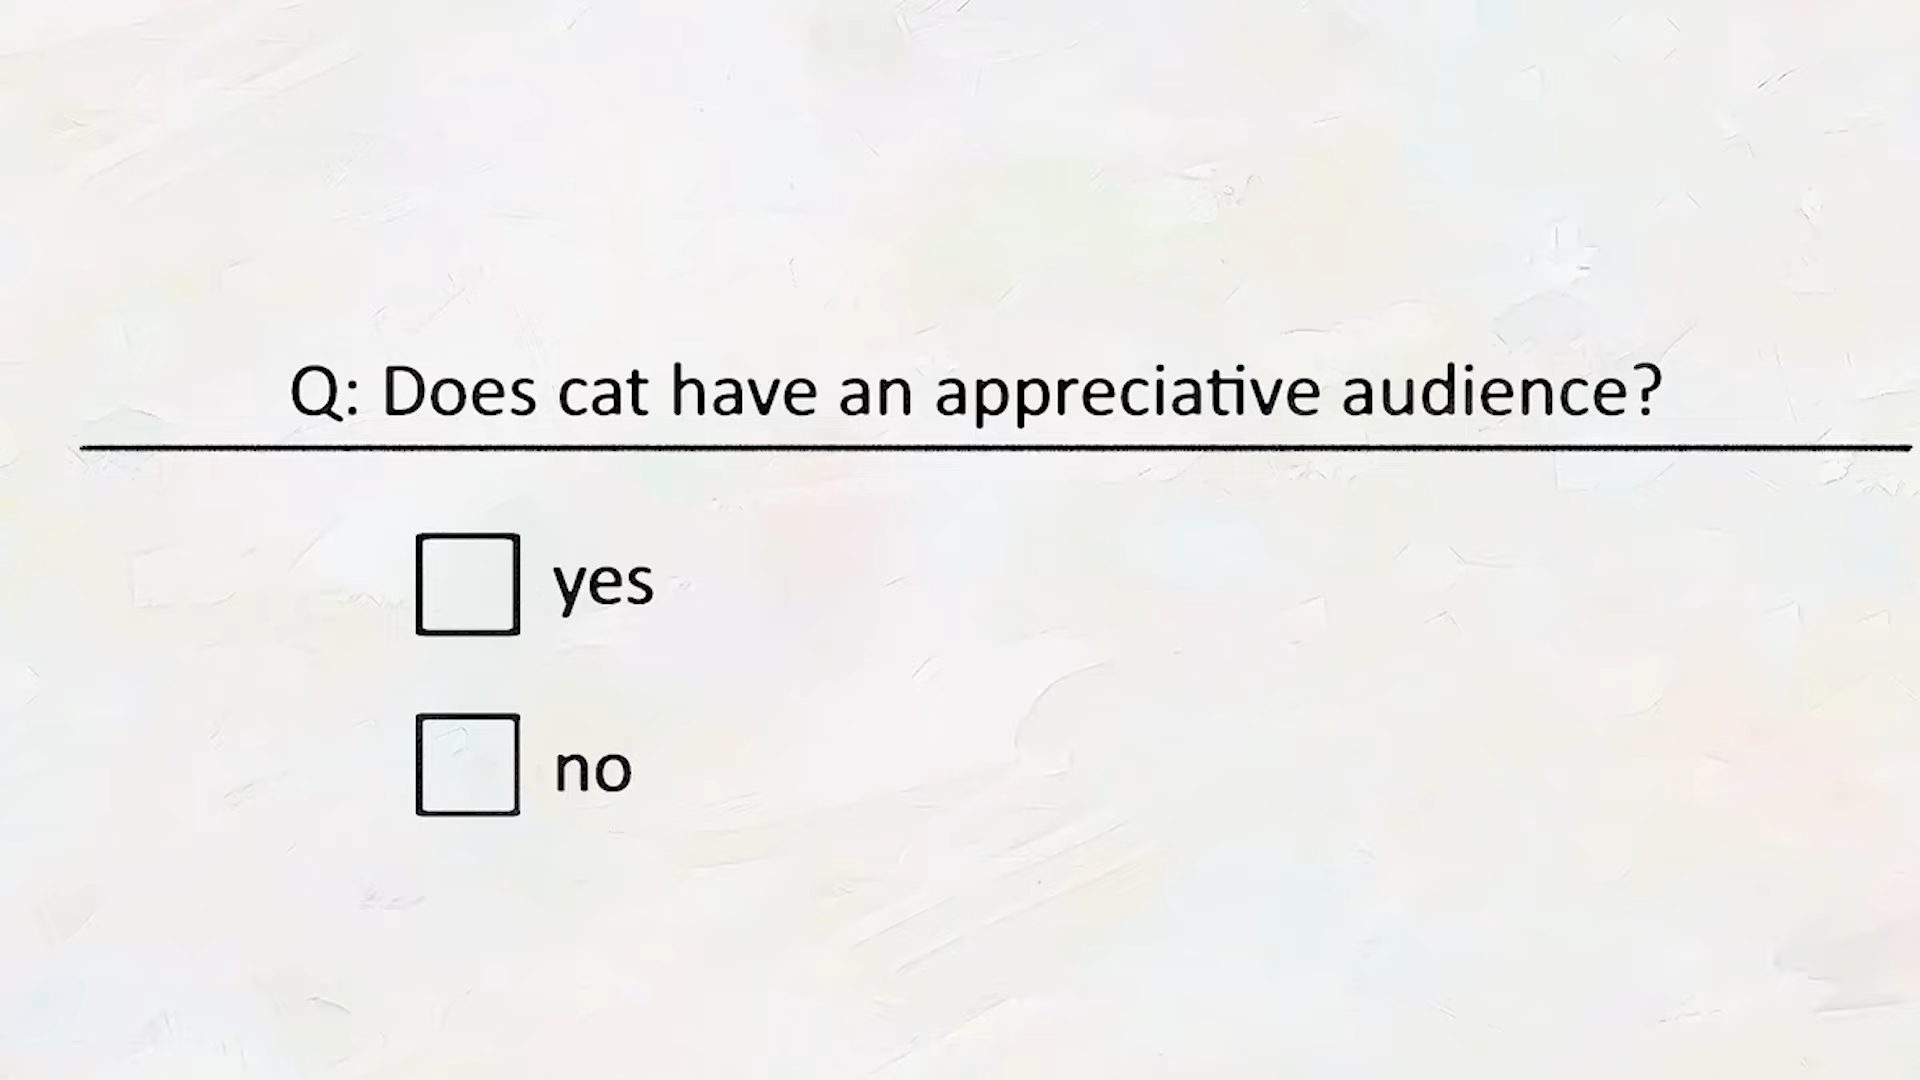 Q: Does cat have an appreciative audience?
yes
no